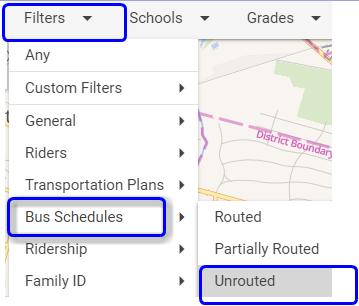 Filters Schools Grades
Any
Custom Filters
General
Riders
Transportation Plans
Bus Schedules
Ridership
Family ID
Routed
Partially Routed
Unrouted
District Boundary